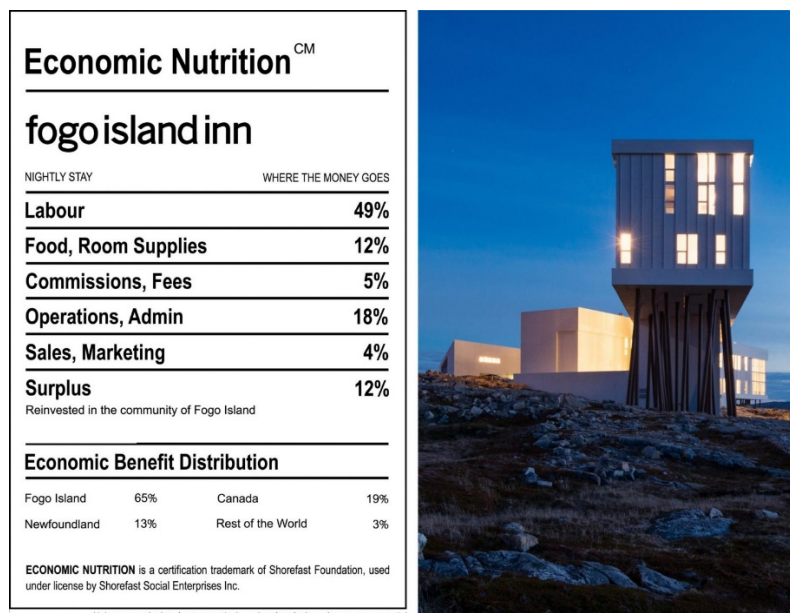 Economic Nutrition CM
fogo island inn
NIGHTLY STAY WHERE THE MONEY GOES
Labour 49%
Food, Room Supplies 12%
Commissions, Fees 5%
Operations, Admin 18%
Sales, Marketing 4%
Surplus 12%
Reinvested in the community of Fogo Island
Economic Benefit Distribution
Fogo Island 65% Canada 19%
Newfoundland 13% Rest of the World 3%
ECONOMIC NUTRITION is a certification trademark of Shorefast Foundation, used
under license by Shorefast Social Enterprises Inc.